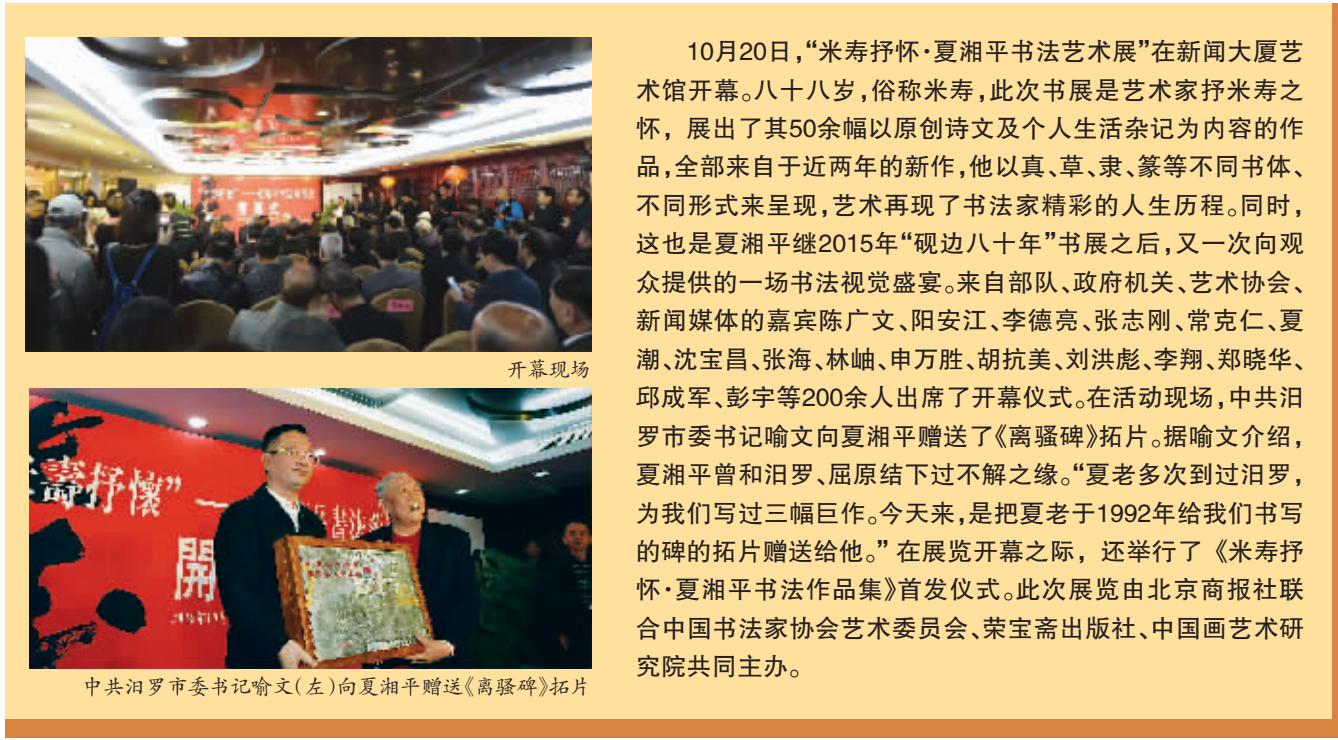 10月20日，“米寿抒怀·夏湘平书法艺术展”在新闻大厦艺
术馆开幕。八十八岁，俗称米寿，此次书展是艺术家抒米寿之
怀，展出了其50余幅以原创诗文及个人生活杂记为内容的作
品，全部来自于近两年的新作，他以真、草、隶、篆等不同书体、
不同形式来呈现，艺术再现了书法家精彩的人生历程。同时，
这也是夏湘平继2015年“砚边八十年”书展之后，又一次向观
众提供的一场书法视觉盛宴。来自部队、政府机关、艺术协会、
新闻媒体的嘉宾陈广文、阳安江、李德亮、张志刚、常克仁、夏
潮、沈宝昌、张海、林岫、申万胜、胡抗美、刘洪彪、李翔、郑晓华、
邱成军、彭宇等200余人出席了开幕仪式。在活动现场，中共汨
罗市委书记喻文向夏湘平赠送了《离骚碑》拓片。据喻文介绍，
夏湘平曾和汨罗、屈原结下过不解之缘。“夏老多次到过汨罗，
为我们写过三幅巨作。今天来，是把夏老于1992年给我们书写
的碑的拓片赠送给他。”在展览开幕之际，还举行了《米寿抒
怀·夏湘平书法作品集》首发仪式。此次展览由北京商报社联
合中国书法家协会艺术委员会、荣宝斋出版社、中国画艺术研
究院共同主办。
开幕现场
壽抒懷”
開
中共汨罗市委书记喻文（左）向夏湘平赠送《离骚碑》拓片